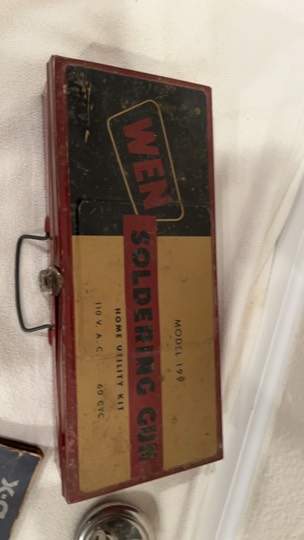 WEN
SOLDERING GUN
MODEL 199
HOME UTILITY KIT
110 V. A. C. 60 CYC.